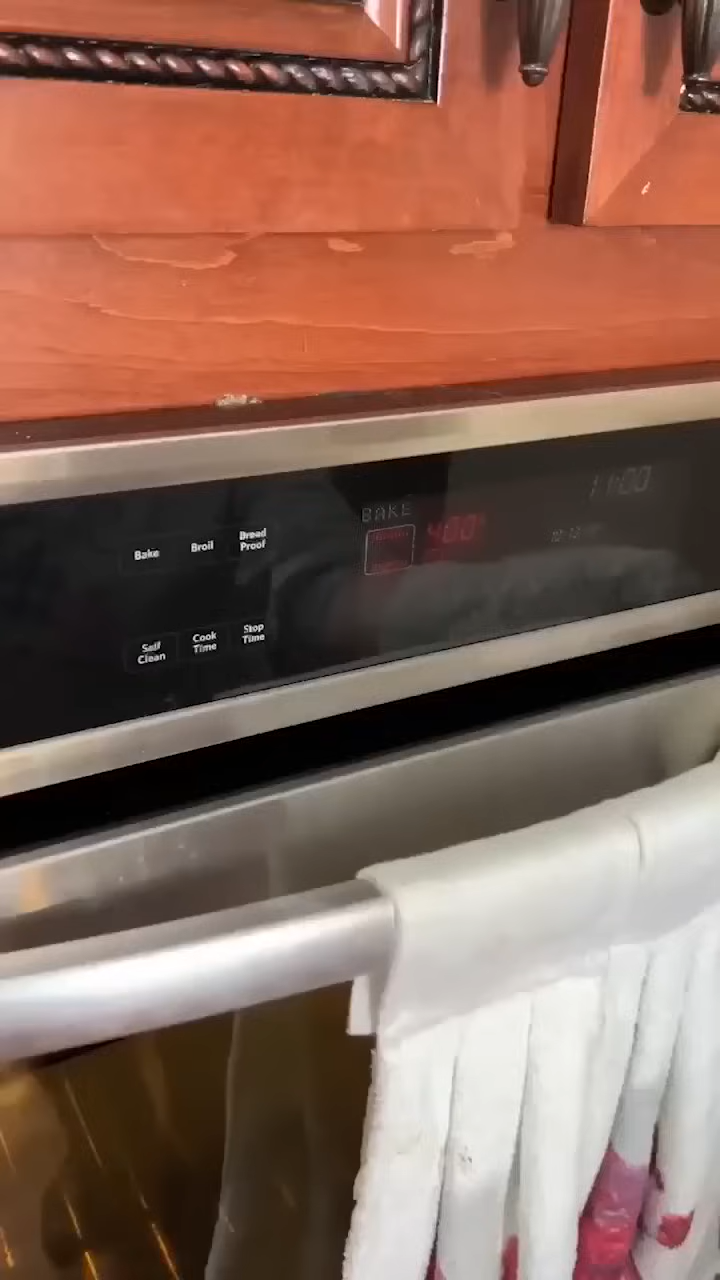 Bake
Broil
Bread
Proof
BAKE
400°
11:00
Self
Clean
Cook
Time
Stop
Time